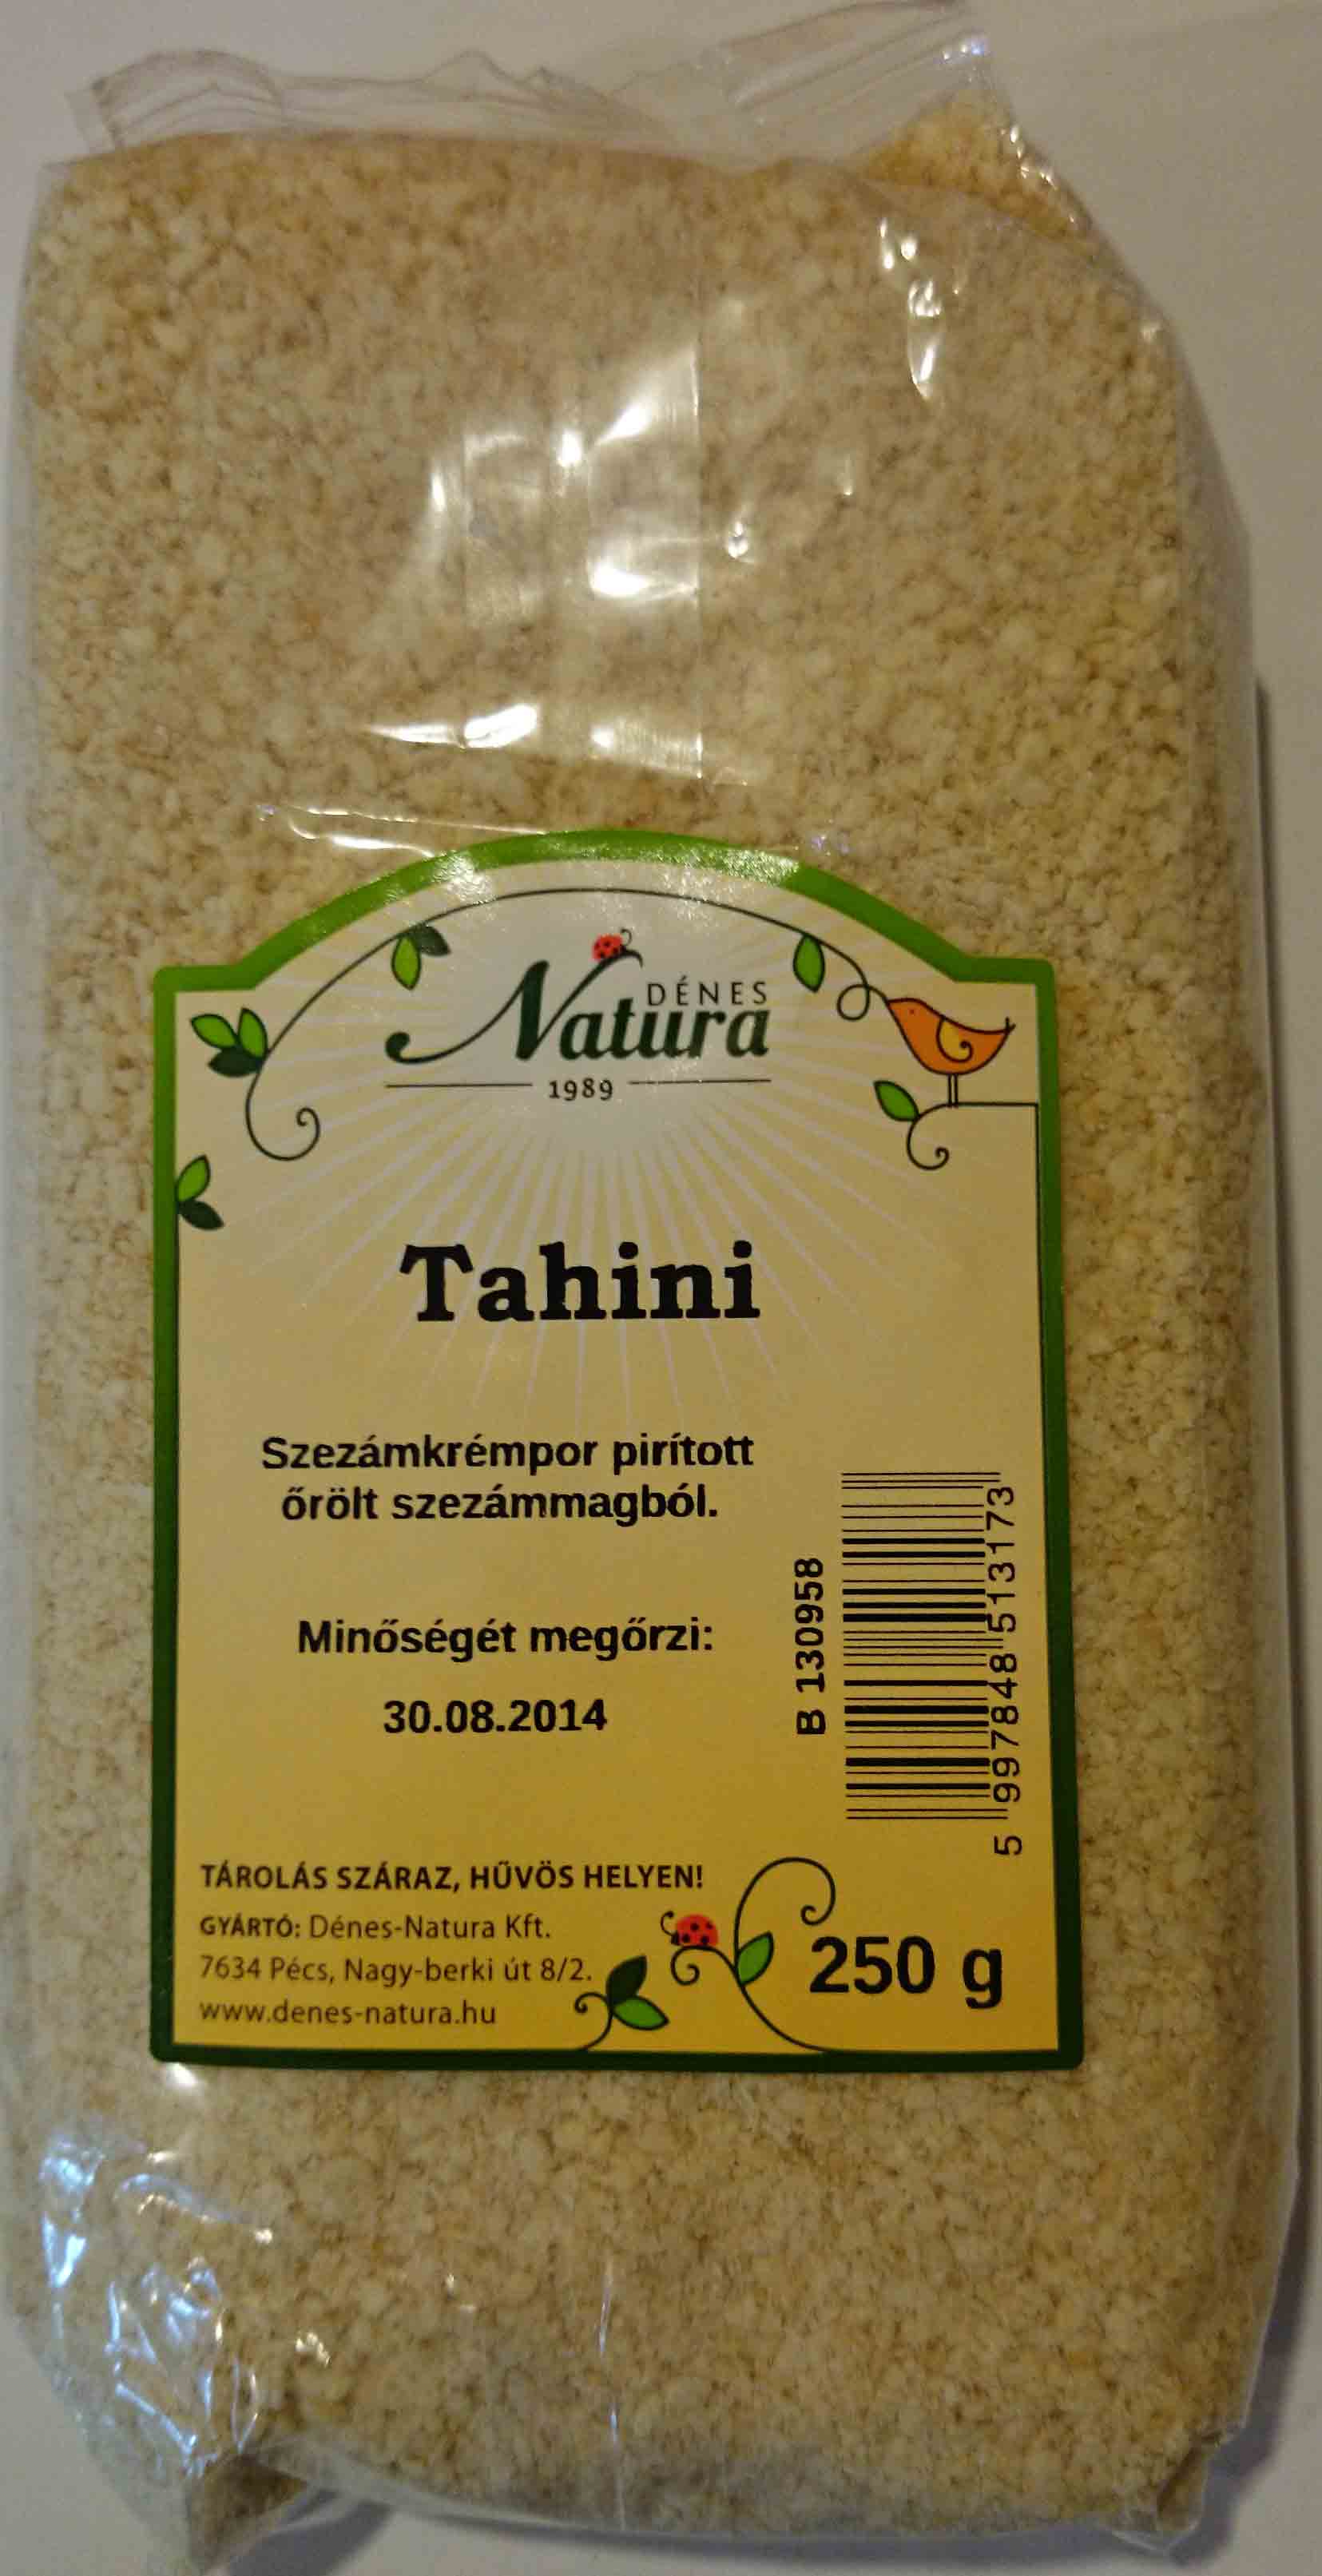 DÉNES
Natura
1989
Tahini
Szezámkrémpor pirított
őrölt szezámmagból.
Minőségét megőrzi:
30.08.2014
B 130958
5 997848 513173
TÁROLÁS SZÁRAZ, HŰVÖS HELYEN!
GYÁRTÓ: Dénes-Natura Kft.
7634 Pécs, Nagy-berki út 8/2.
www.denes-natura.hu
250 g